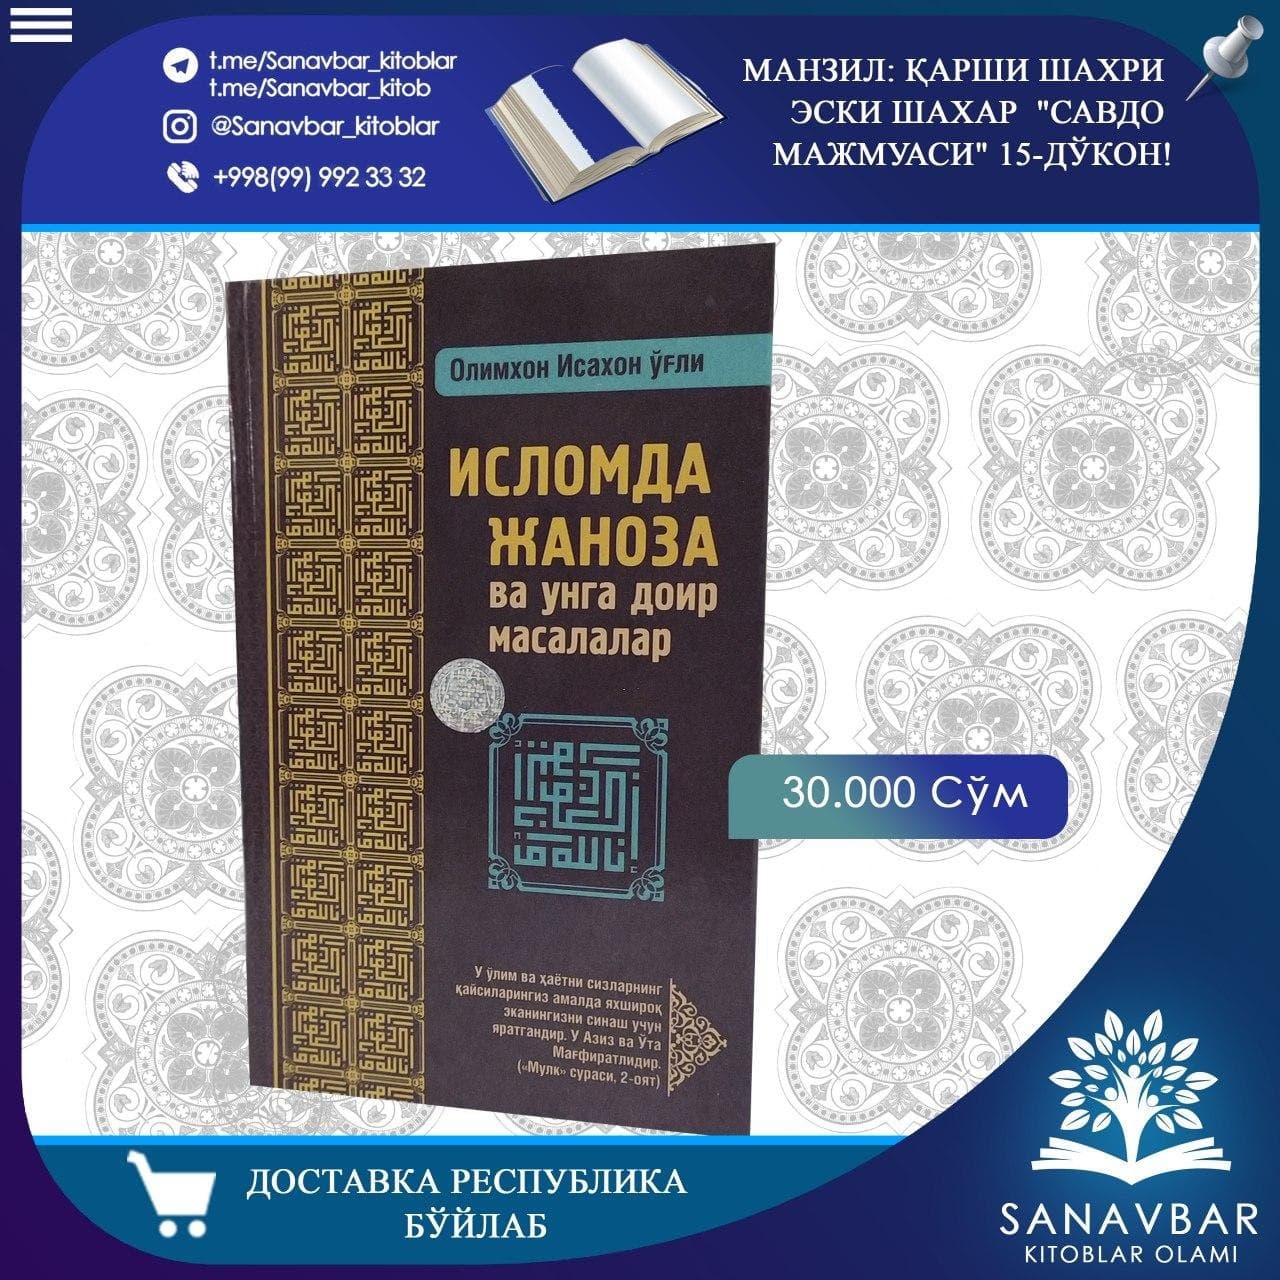 t.me/Sanavbar_kitoblar
t.me/Sanavbar_kitob
@Sanavbar_kitoblar
+998(99) 992 33 32
МАНЗИЛ: ҚАРШИ ШАХРИ
ЭСКИ ШАХАР "САВДО
МАЖМУАСИ" 15-ДЎКОН!
Олимхон Исахон ўғли
ИСЛОМДА
ЖАНОЗА
ва унга доир
масалалар
30.000 Сўм
У ўлим ва ҳаётни сизларнинг
қайсиларингиз амалда яхшироқ
эканингизни синаш учун
яратгандир. У Азиз ва Ўта
Мағфиратлидир.
(«Мулк» сураси, 2-оят)
ДОСТАВКА РЕСПУБЛИКА
БЎЙЛАБ
SANAVBAR
KITOBLAR OLAMI